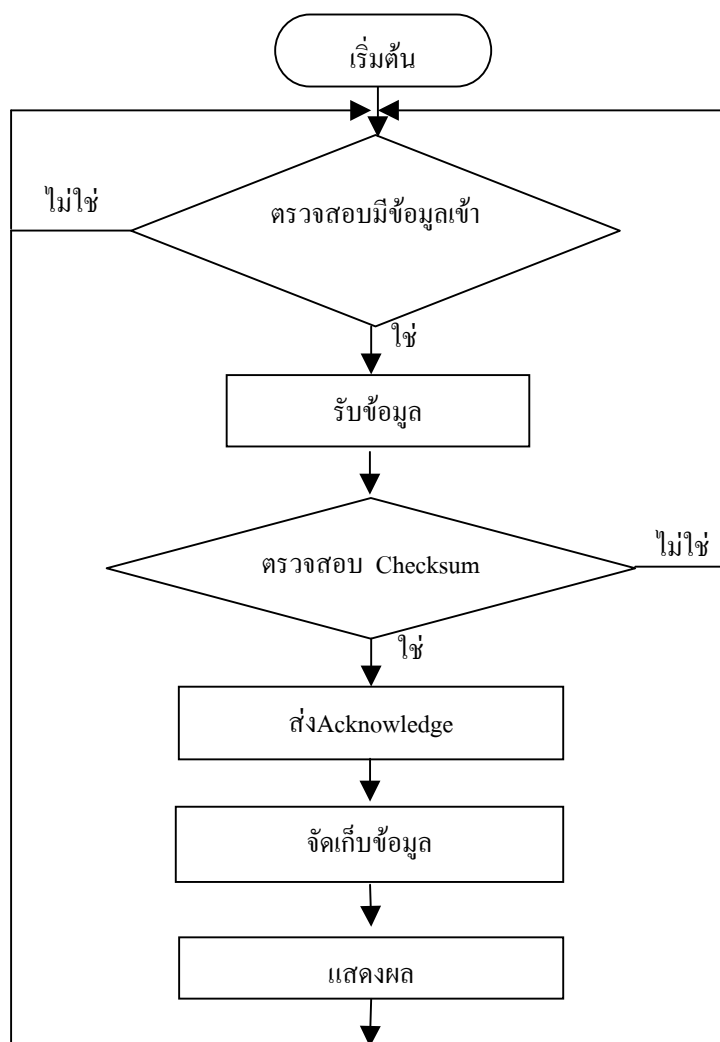 เริ่มต้น
ไม่ใช่
ตรวจสอบมีข้อมูลเข้า
ใช่
รับข้อมูล
ไม่ใช่
ตรวจสอบ Checksum
ใช่
ส่งAcknowledge
จัดเก็บข้อมูล
แสดงผล